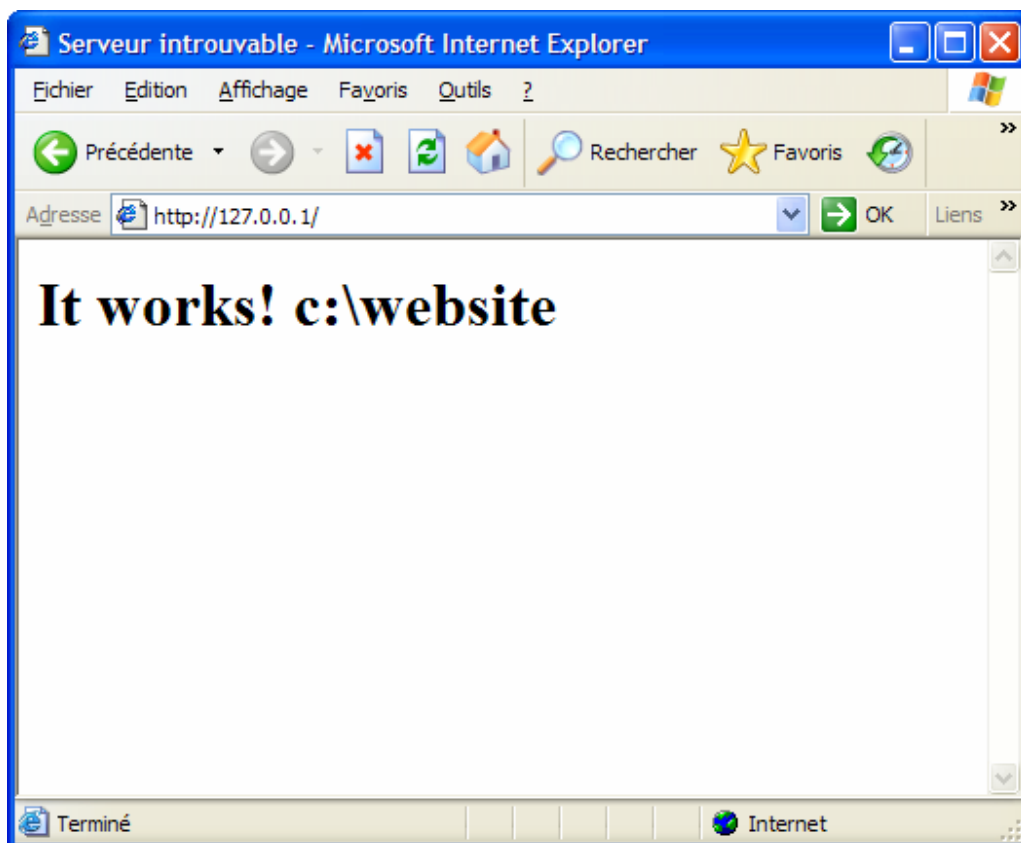 Serveur introuvable - Microsoft Internet Explorer
Fichier Edition Affichage Favoris Outils ?
Précédente Rechercher Favoris »
Adresse http://127.0.0.1/ OK Liens »
It works! c:\website
Terminé Internet